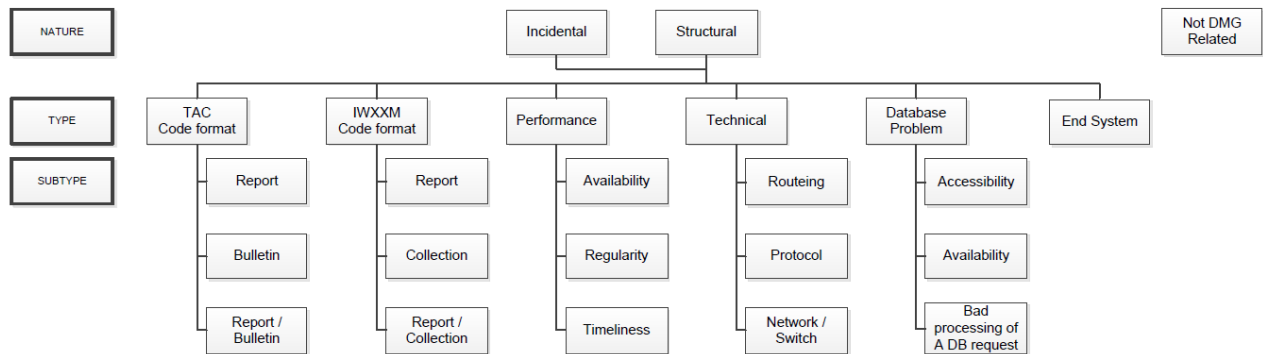 NATURE
Incidental
Structural
Not DMG
Related
TYPE
TAC
Code format
IWXXM
Code format
Performance
Technical
Database
Problem
End System
SUBTYPE
Report
Report
Availability
Routeing
Accessibility
Bulletin
Collection
Regularity
Protocol
Availability
Report /
Bulletin
Report /
Collection
Timeliness
Network /
Switch
Bad
processing of
A DB request